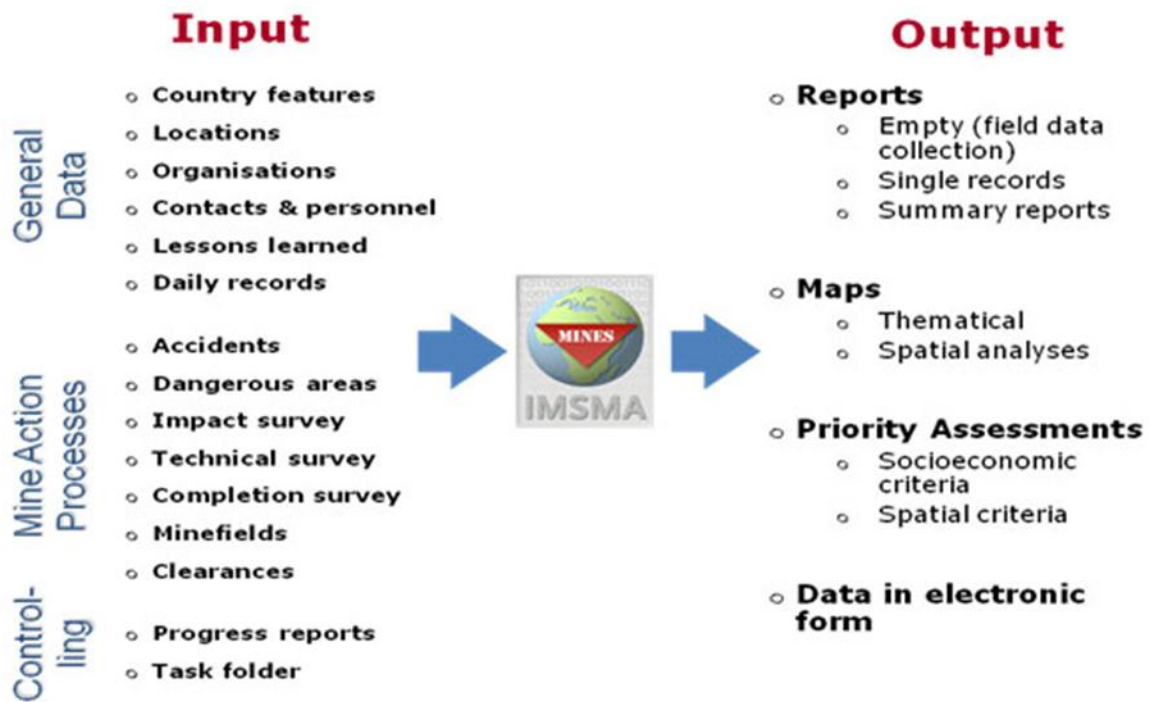 Input
General
Data
○ Country features
○ Locations
○ Organisations
○ Contacts & personnel
○ Lessons learned
○ Daily records
Mine Action
Processes
○ Accidents
○ Dangerous areas
○ Impact survey
○ Technical survey
○ Completion survey
○ Minefields
○ Clearances
Control-
ling
○ Progress reports
○ Task folder
MINES
IMSMA
Output
○ Reports
○ Empty (field data
collection)
○ Single records
○ Summary reports
○ Maps
○ Thematical
○ Spatial analyses
○ Priority Assessments
○ Socioeconomic
criteria
○ Spatial criteria
○ Data in electronic
form